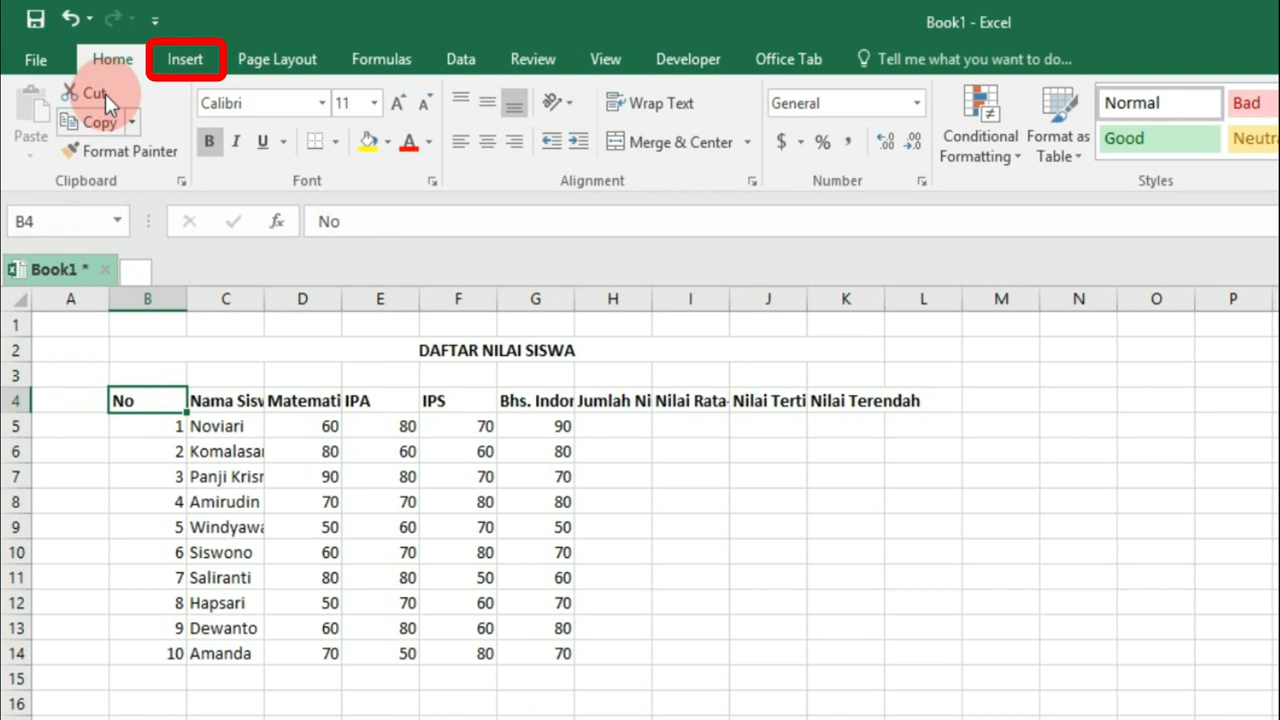 Book1 - Excel
File Home Insert Page Layout Formulas Data Review View Developer Office Tab Tell me what you want to do...
Cut
Copy
Paste
Format Painter
Clipboard
Calibri 11
B I U A
Font
Wrap Text
Merge & Center
Alignment
General
$ % ,
Number
Conditional Formatting
Format as Table
Normal Bad
Good
Styles
B4 fx No
Book1 *
A B C D E F G H I J K L M N O P
1
2 DAFTAR NILAI SISWA
3
4 No Nama Matemati IPA IPS Bhs. Indor Jumlah Ni Nilai Rata- Nilai Terti Nilai Terendah
5 1 Noviari 60 80 70 90
6 2 Komalasa 80 60 60 80
7 3 Panji 90 80 70 70
8 4 Amirudin 70 70 80 80
9 5 Windyawa 50 60 70 50
10 6 Siswono 60 70 80 70
11 7 Saliranti 80 80 50 60
12 8 Hapsari 50 70 60 70
13 9 Dewanto 60 80 60 80
14 10 Amanda 70 50 80 70
15
16